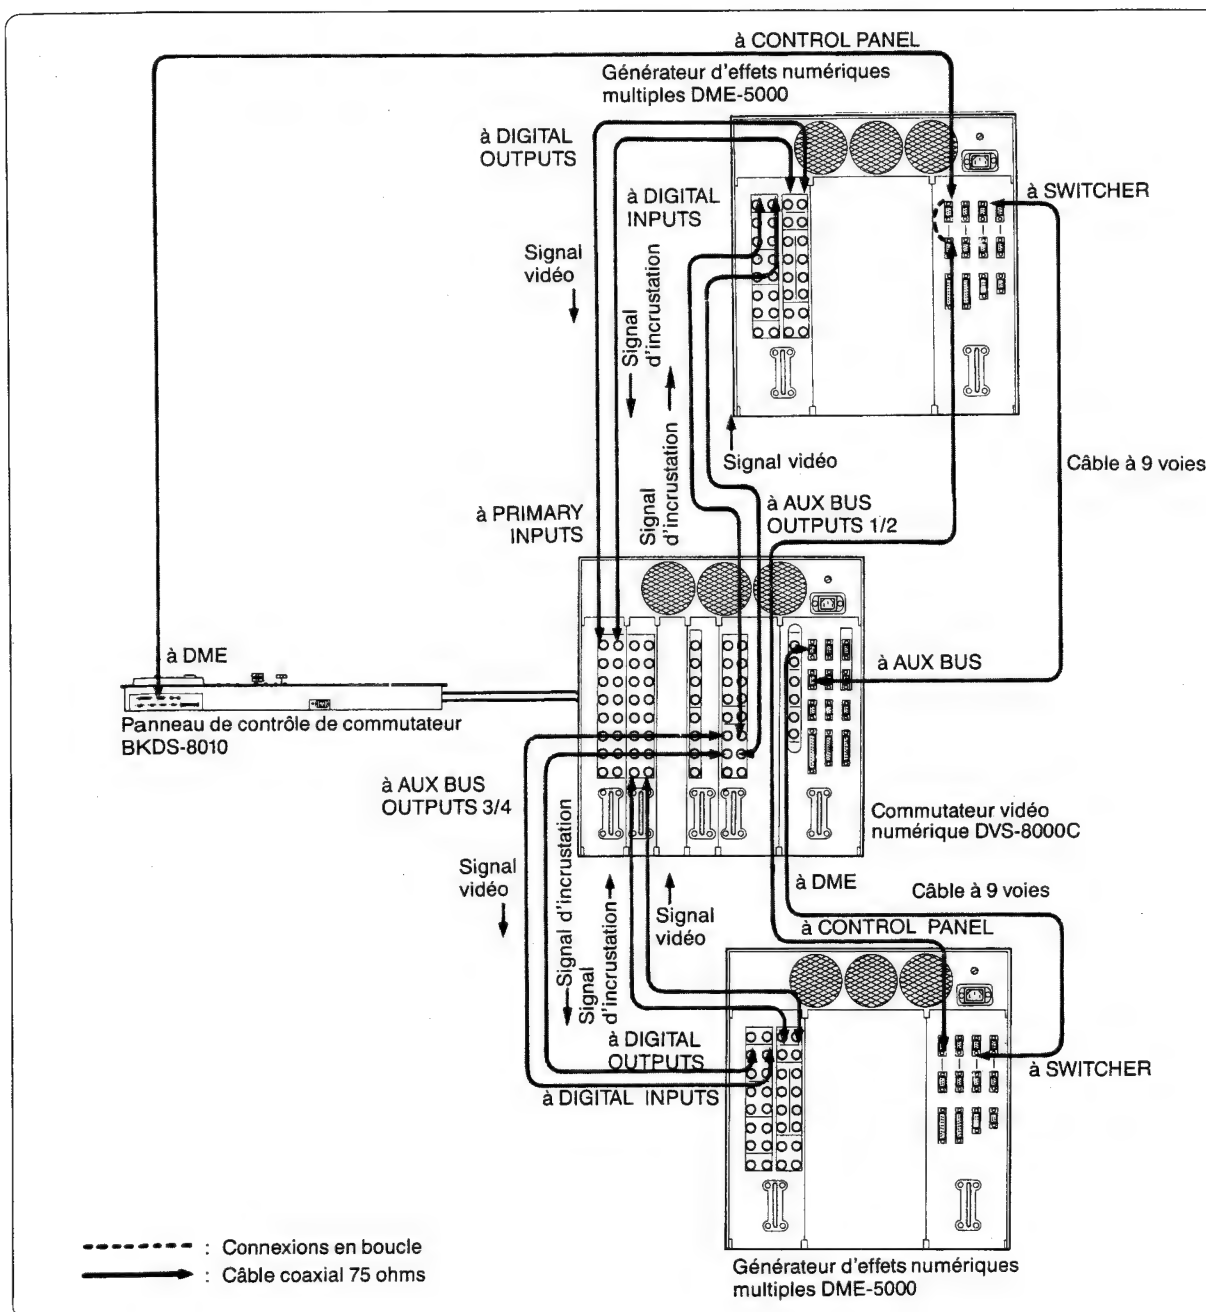 à CONTROL PANEL
Générateur d'effets numériques
multiples DME-5000
à DIGITAL
OUTPUTS
à DIGITAL
INPUTS
à SWITCHER
Signal
vidéo
Signal
d'incrustation
Signal
d'incrustation
Signal vidéo
Câble à 9 voies
à PRIMARY
INPUTS
à AUX BUS
OUTPUTS 1/2
à DME
à AUX BUS
Panneau de contrôle de commutateur
BKDS-8010
à AUX BUS
OUTPUTS 3/4
Commutateur vidéo
numérique DVS-8000C
Signal
vidéo
Signal d'incrustation
Signal
d'incrustation
Signal
vidéo
à DME
Câble à 9 voies
à CONTROL PANEL
à DIGITAL
OUTPUTS
à DIGITAL INPUTS
à SWITCHER
: Connexions en boucle
: Câble coaxial 75 ohms
Générateur d'effets numériques
multiples DME-5000